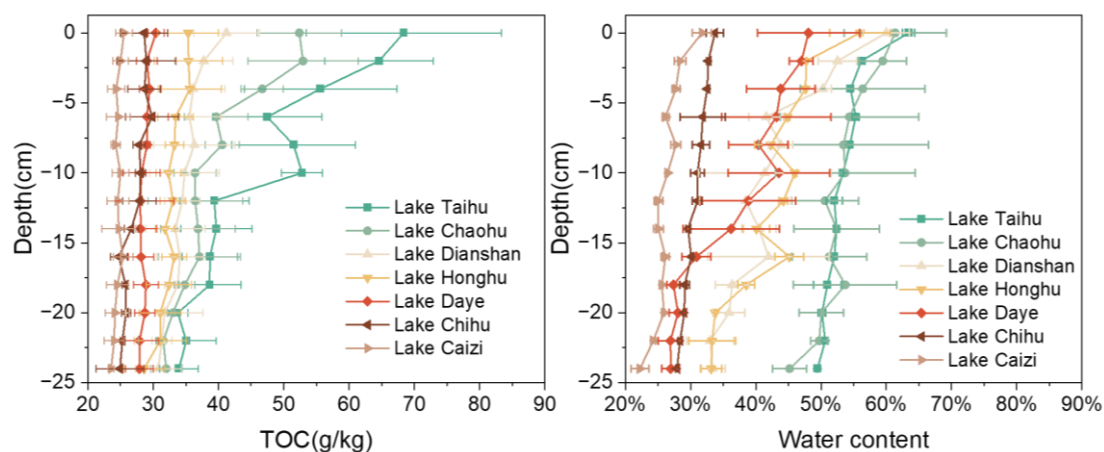 0
−5
−10
−15
−20
−25
Depth(cm)
20 30 40 50 60 70 80 90
TOC(g/kg)
Lake Taihu
Lake Chaohu
Lake Dianshan
Lake Honghu
Lake Daye
Lake Chihu
Lake Caizi
0
−5
−10
−15
−20
−25
Depth(cm)
20% 30% 40% 50% 60% 70% 80% 90%
Water content
Lake Taihu
Lake Chaohu
Lake Dianshan
Lake Honghu
Lake Daye
Lake Chihu
Lake Caizi